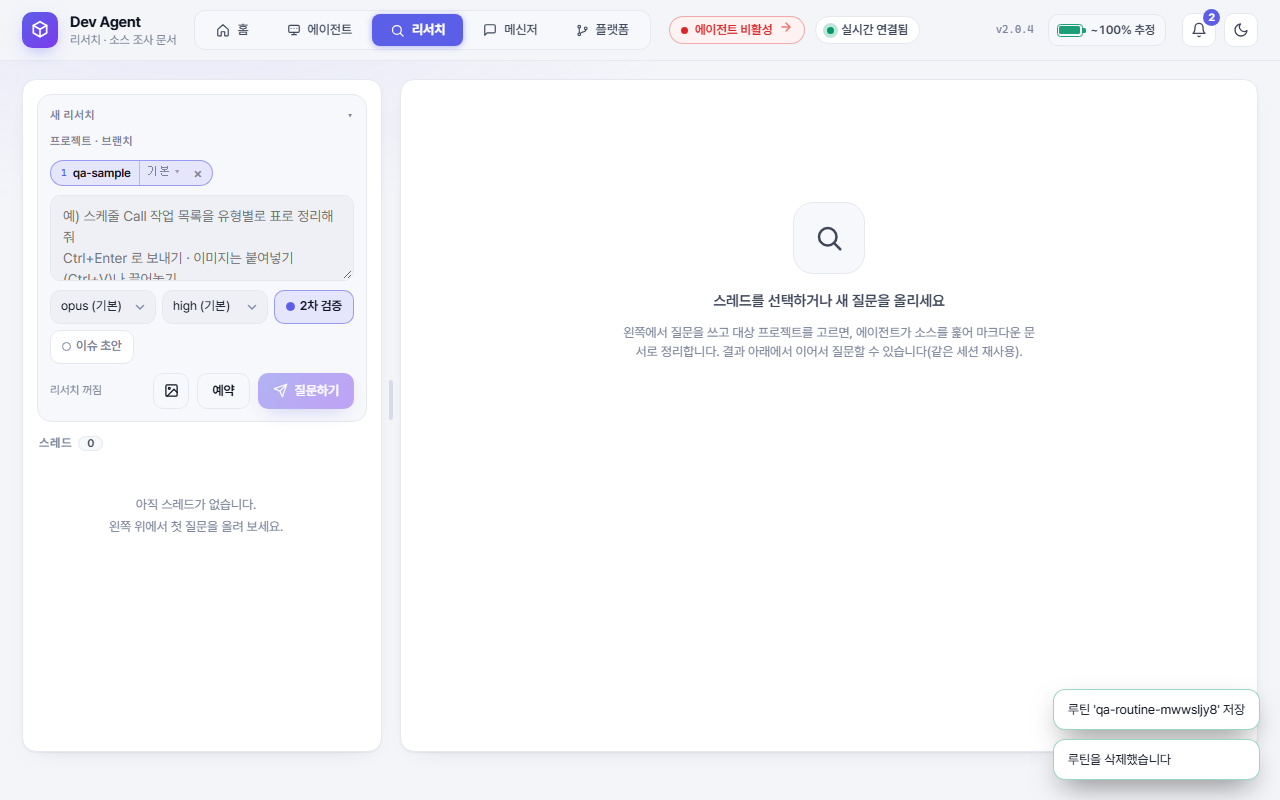 Dev Agent
리서치 · 소스 조사 문서
홈
에이전트
리서치
메신저
플랫폼
에이전트 비활성
실시간 연결됨
v2.0.4
~100% 추정
2
새 리서치
프로젝트 · 브랜치
1 qa-sample 기본
예) 스케줄 Call 작업 목록을 유형별로 표로 정리해
줘
Ctrl+Enter 로 보내기 · 이미지는 붙여넣기
(Ctrl+V)나 끌어놓기
opus (기본)
high (기본)
2차 검증
이슈 초안
리서치 꺼짐
예약
질문하기
스레드 0
아직 스레드가 없습니다.
왼쪽 위에서 첫 질문을 올려 보세요.
스레드를 선택하거나 새 질문을 올리세요
왼쪽에서 질문을 쓰고 대상 프로젝트를 고르면, 에이전트가 소스를 훑어 마크다운 문
서로 정리합니다. 결과 아래에서 이어서 질문할 수 있습니다(같은 세션 재사용).
루틴 'qa-routine-mwwsljy8' 저장
루틴을 삭제했습니다